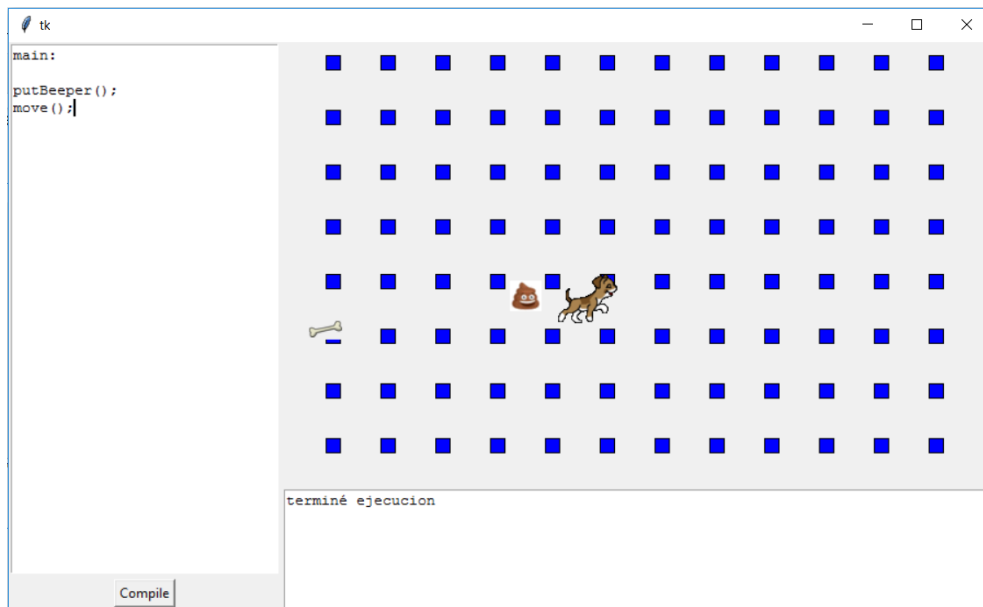 tk
main:
putBeeper();
move();
terminé ejecucion
Compile